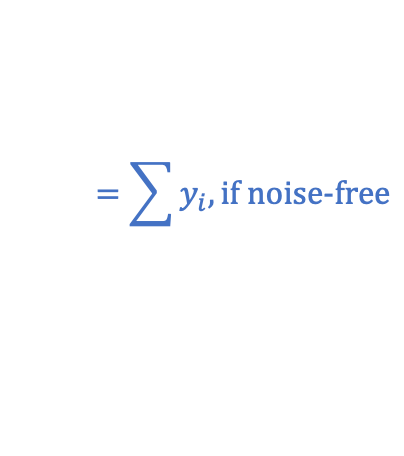 = ∑ yᵢ, if noise-free